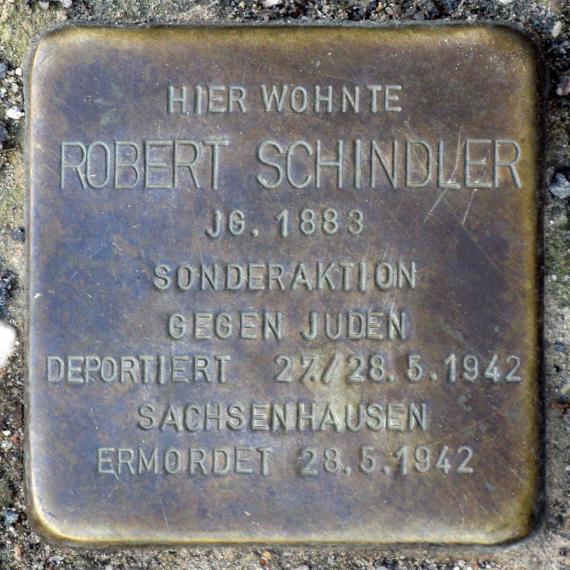 HIER WOHNTE
ROBERT SCHINDLER
JG. 1883
SONDERAKTION
GEGEN JUDEN
DEPORTIERT 27./28.5.1942
SACHSENHAUSEN
ERMORDET 28.5.1942